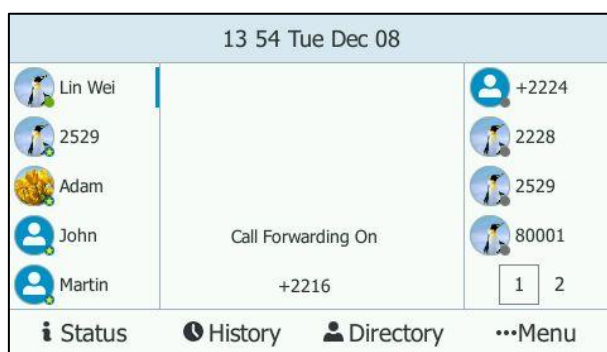 13 54 Tue Dec 08
Lin Wei
2529
Adam
John
Martin
Call Forwarding On
+2216
+2224
2228
2529
80001
1 2
Status History Directory Menu